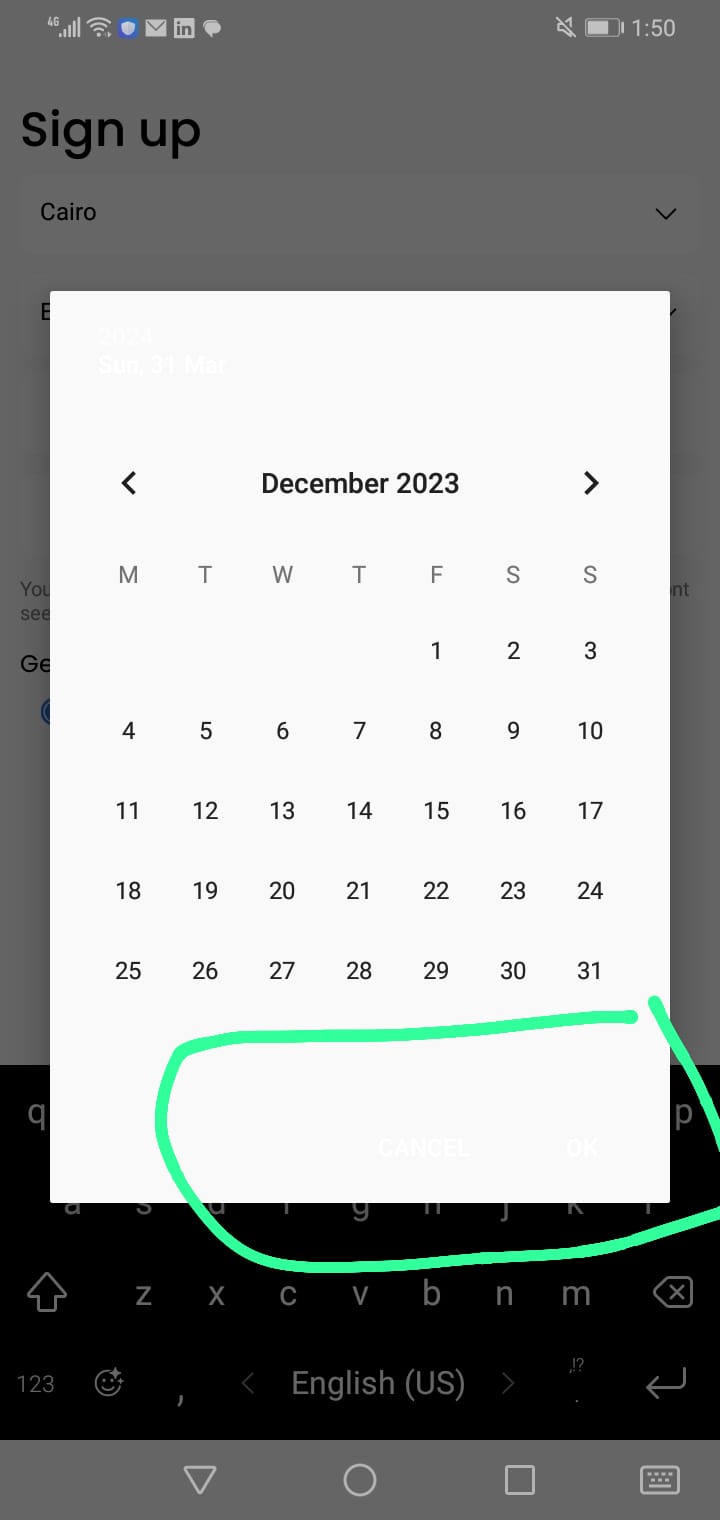 4G 1:50
Sign up
Cairo
2024
Sun, 31 Mar
December 2023
M T W T F S S
1 2 3
4 5 6 7 8 9 10
11 12 13 14 15 16 17
18 19 20 21 22 23 24
25 26 27 28 29 30 31
You nt
see
Ge
CANCEL OK
q p
a s d f g h j k l
z x c v b n m
123 , English (US) ,!? .